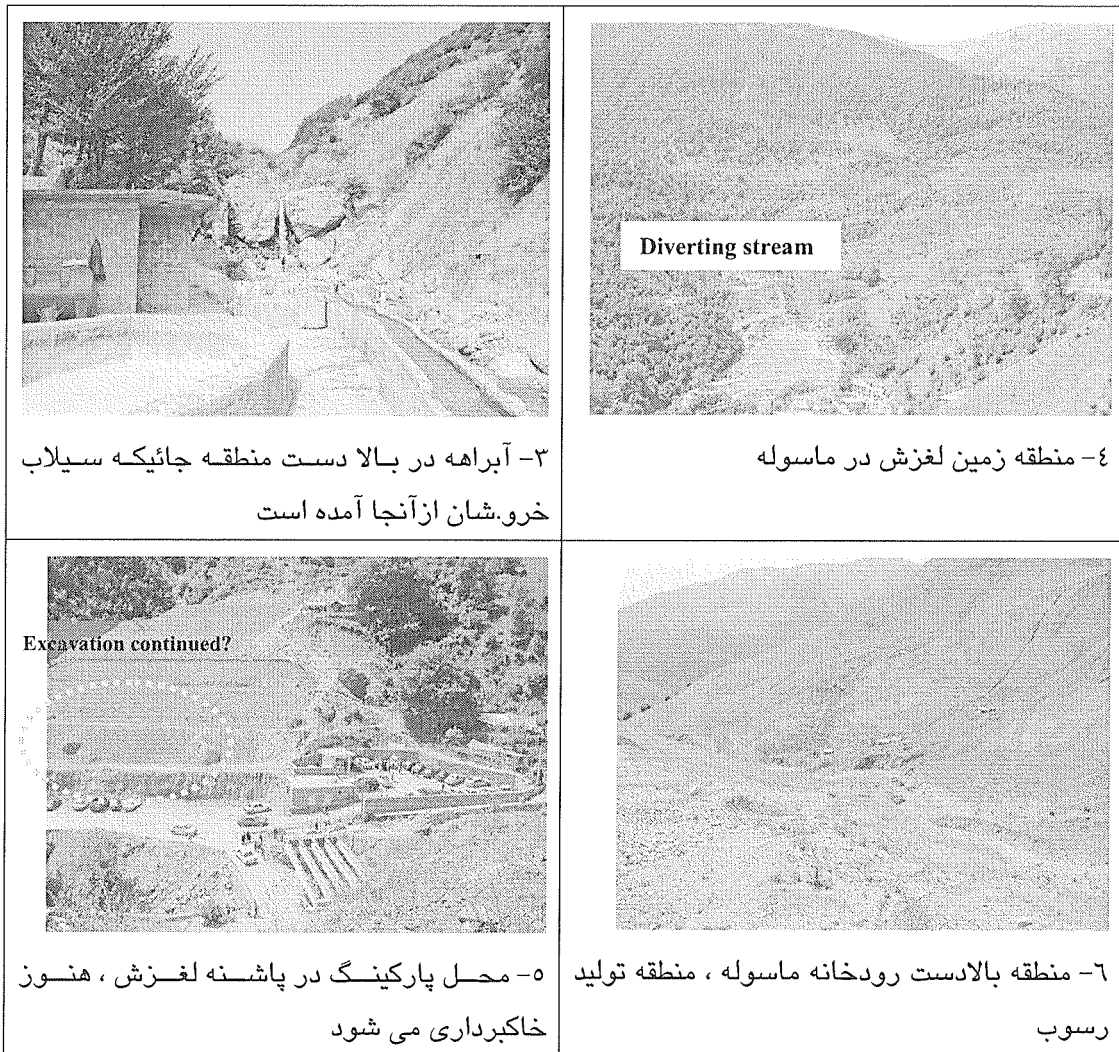 Diverting stream
۳- آبراهه در بالا دست منطقه جائیکه سیلاب
خرو.شان ازآنجا آمده است
٤- منطقه زمین لغزش در ماسوله
Excavation continued?
٥- محل پارکینگ در پاشنه لغزش ، هنوز
خاکبرداری می شود
٦- منطقه بالادست رودخانه ماسوله ، منطقه تولید
رسوب